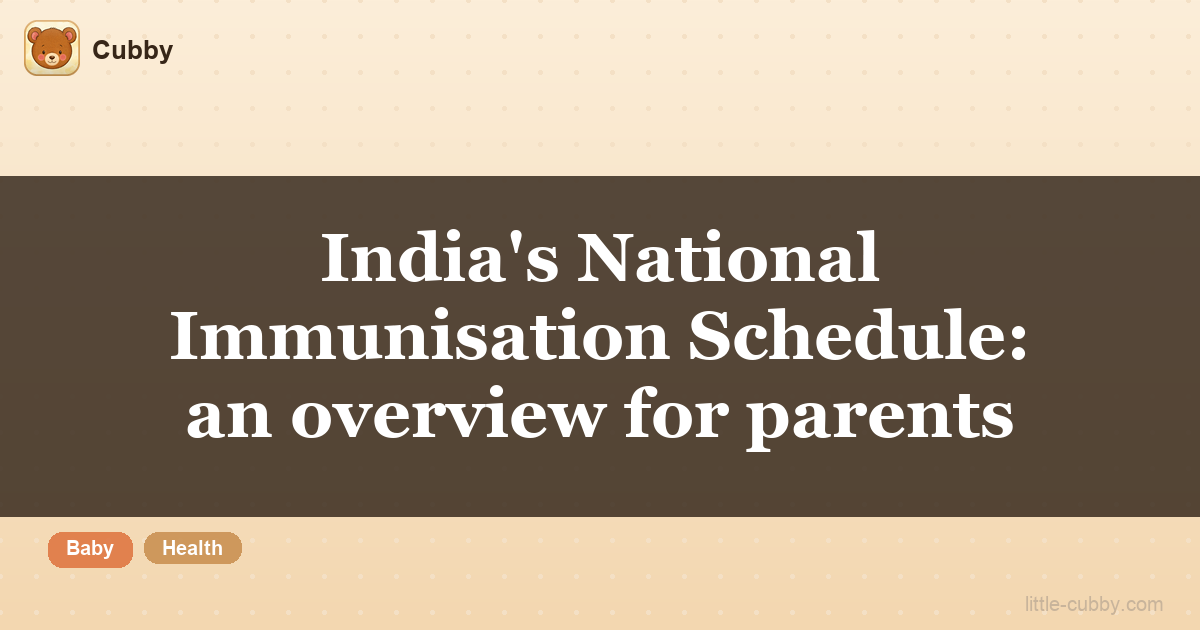 Cubby
India's National
Immunisation Schedule:
an overview for parents
Baby
Health
little-cubby.com